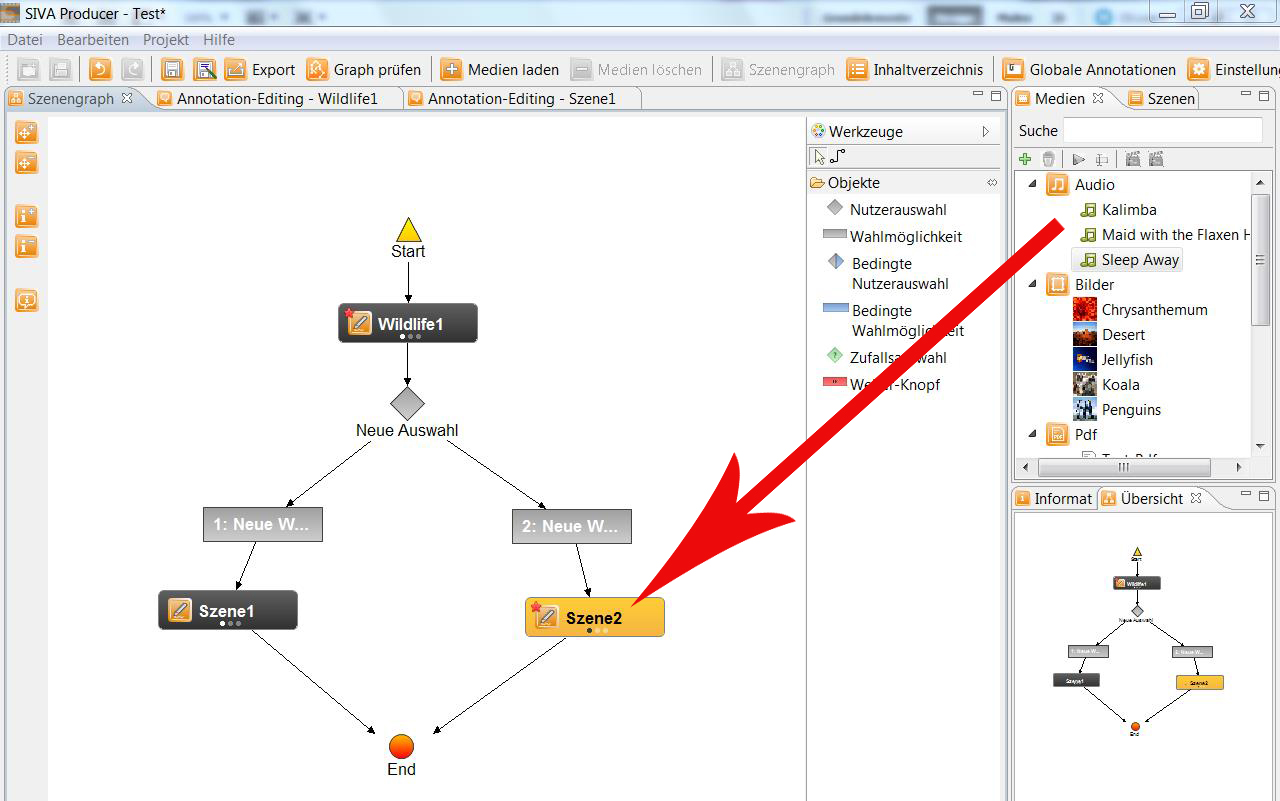 SIVA Producer - Test*
Datei Bearbeiten Projekt Hilfe
Export Graph prüfen Medien laden Medien löschen Szenengraph Inhaltverzeichnis Globale Annotationen Einstellun
Szenengraph Annotation-Editing - Wildlife1 Annotation-Editing - Szene1
Start
Wildlife1
Neue Auswahl
1: Neue W...
2: Neue W...
Szene1
Szene2
End
Werkzeuge
Objekte
Nutzerauswahl
Wahlmöglichkeit
Bedingte
Nutzerauswahl
Bedingte
Wahlmöglichkeit
Zufallsauswahl
Weiter-Knopf
Medien Szenen
Suche
Audio
Kalimba
Maid with the Flaxen H
Sleep Away
Bilder
Chrysanthemum
Desert
Jellyfish
Koala
Penguins
Pdf
Informat Übersicht
Start
Wildlife1
Neue Auswahl
1: Neue W...
2: Neue W...
Szene1
Szene2
End